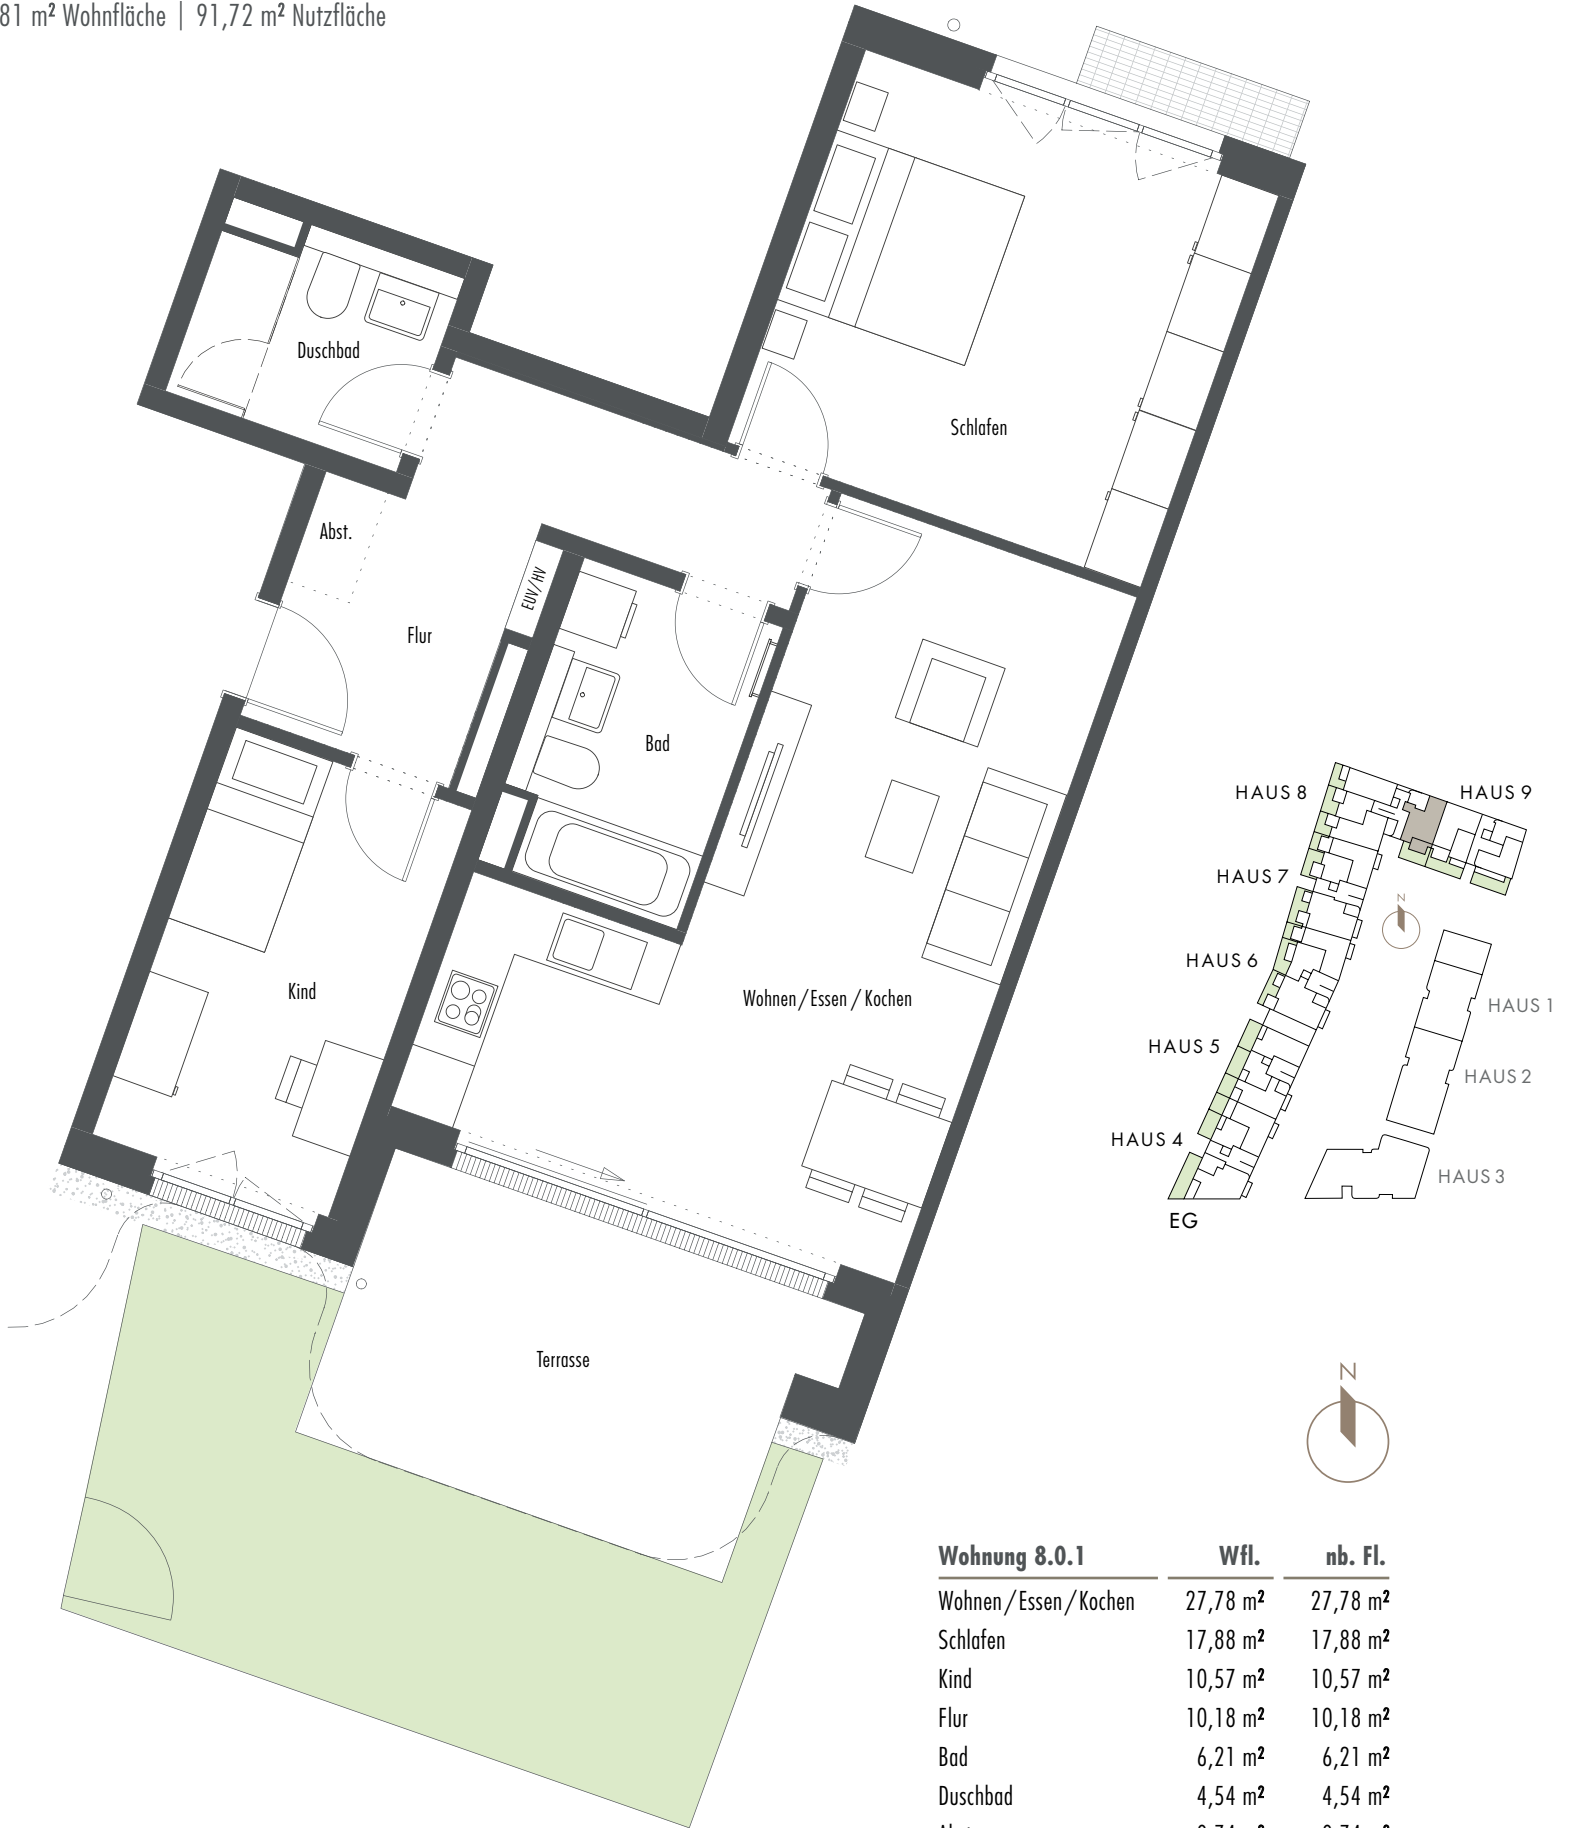 81 m² Wohnfläche | 91,72 m² Nutzfläche
Duschbad
Schlafen
Abst.
EUV/HV
Flur
Bad
Kind
Wohnen/Essen/Kochen
Terrasse
HAUS 8
HAUS 9
HAUS 7
N
HAUS 6
HAUS 1
HAUS 5
HAUS 2
HAUS 4
HAUS 3
EG
N
Wohnung 8.0.1 Wfl. nb. Fl.
Wohnen/Essen/Kochen 27,78 m² 27,78 m²
Schlafen 17,88 m² 17,88 m²
Kind 10,57 m² 10,57 m²
Flur 10,18 m² 10,18 m²
Bad 6,21 m² 6,21 m²
Duschbad 4,54 m² 4,54 m²